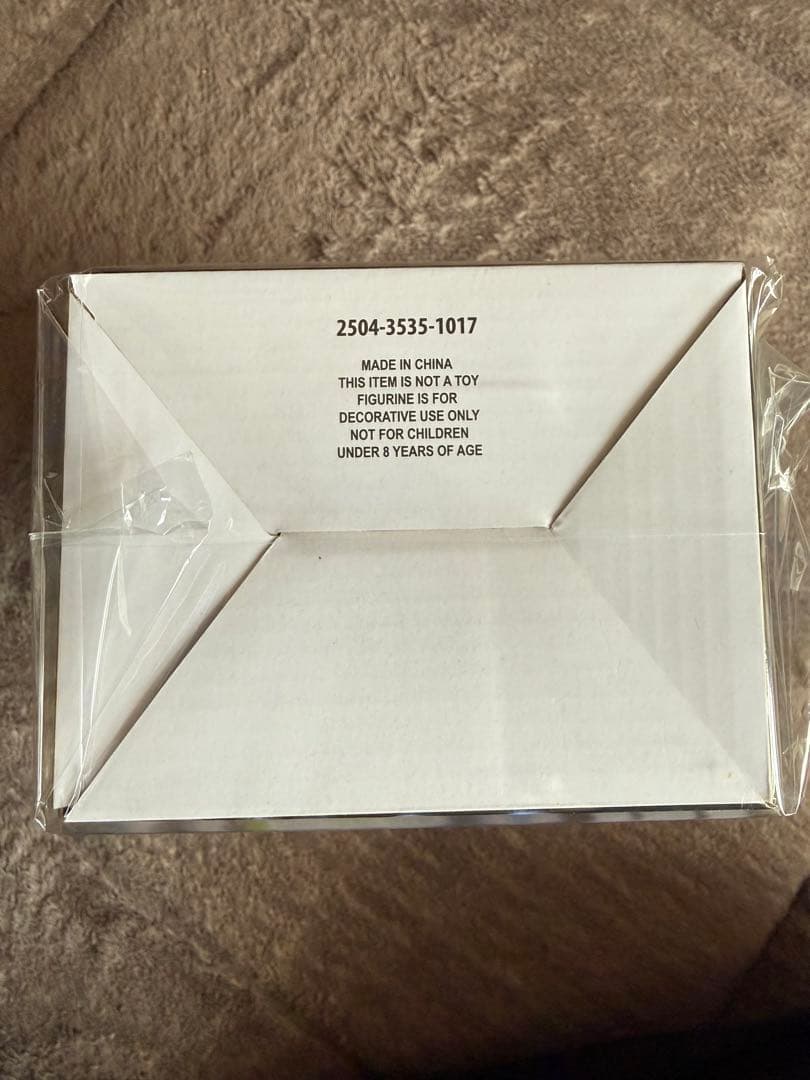 2504-3535-1017
MADE IN CHINA
THIS ITEM IS NOT A TOY
FIGURINE IS FOR
DECORATIVE USE ONLY
NOT FOR CHILDREN
UNDER 8 YEARS OF AGE